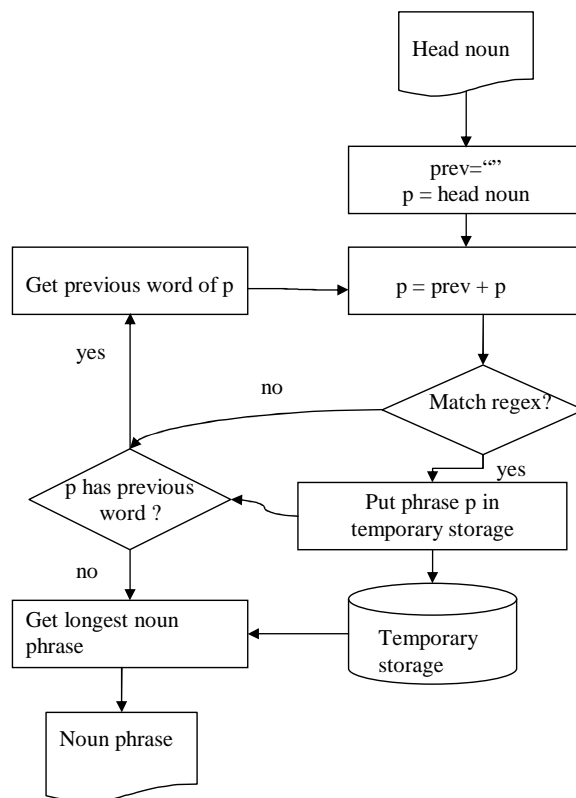 Head noun
prev=“”
p = head noun
Get previous word of p
p = prev + p
yes
no
Match regex?
yes
p has previous
word ?
Put phrase p in
temporary storage
no
Get longest noun
phrase
Temporary
storage
Noun phrase